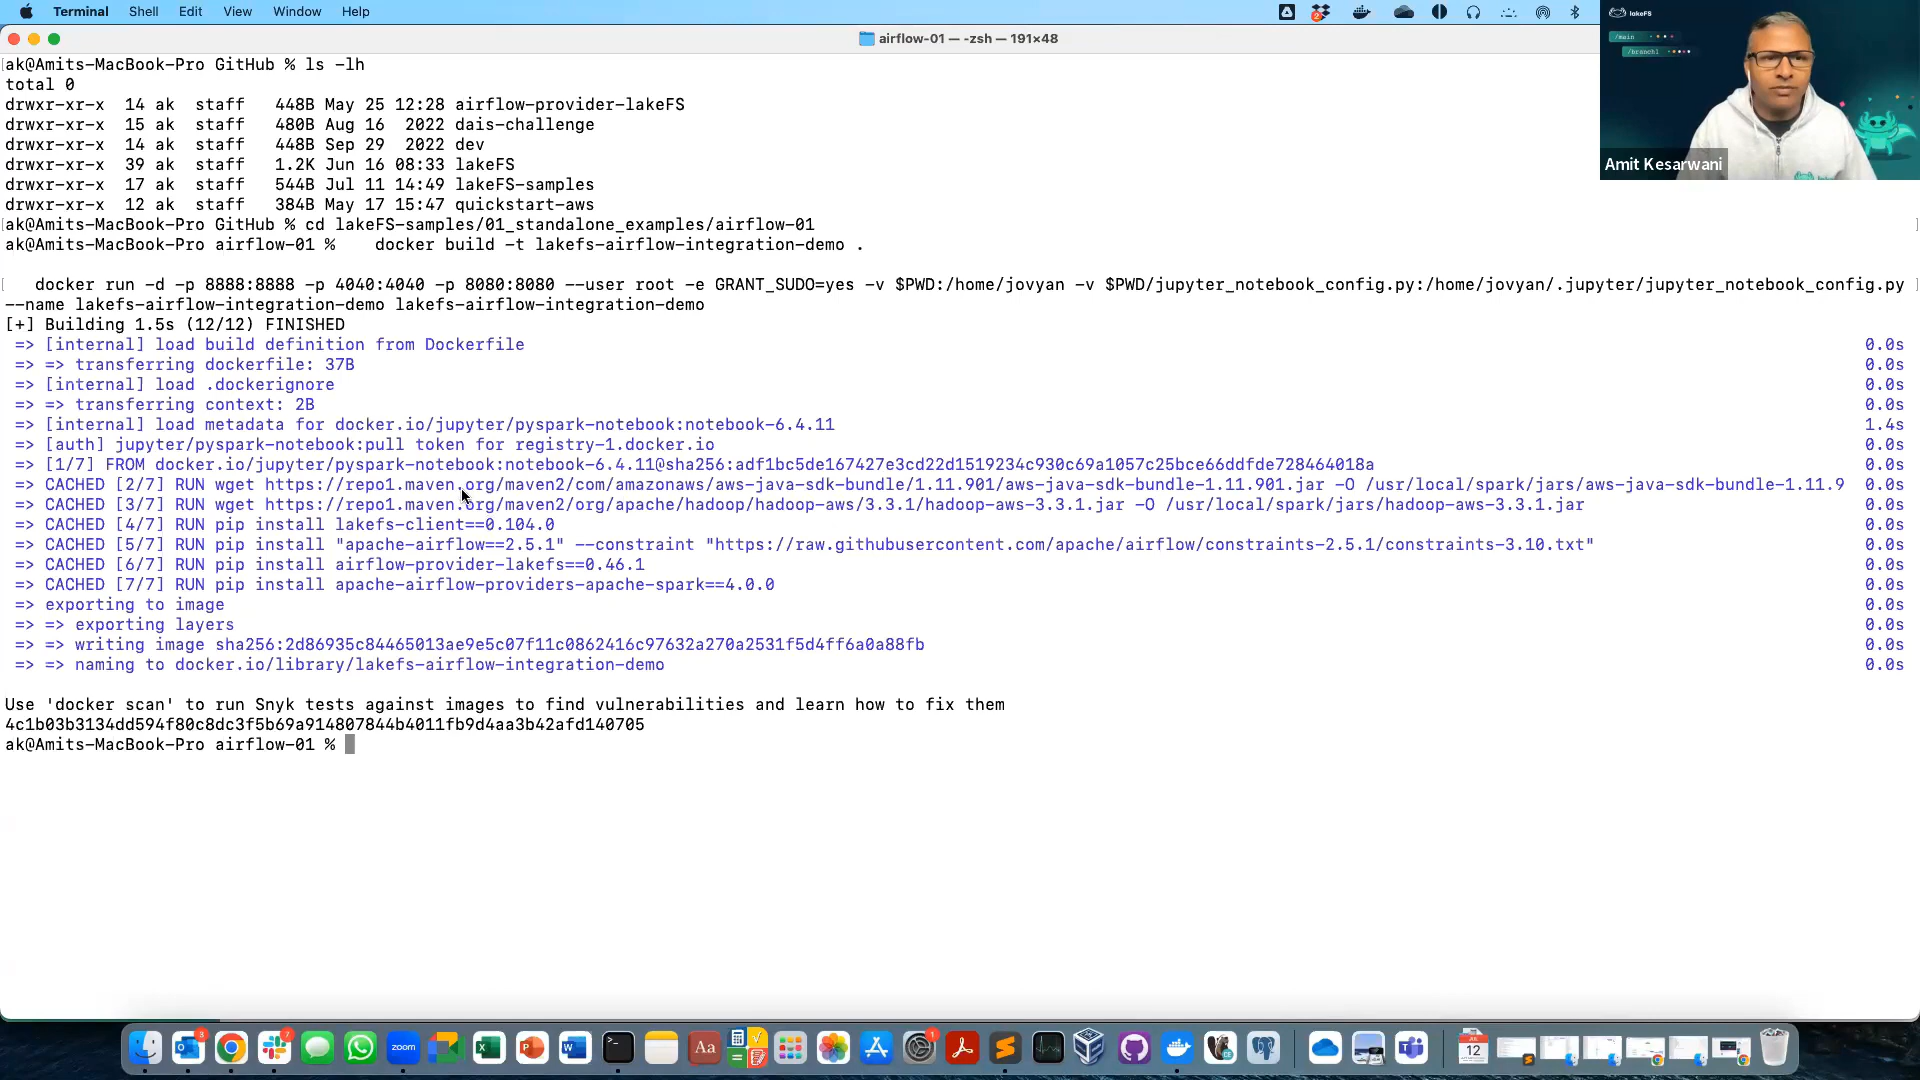 Terminal Shell Edit View Window Help
airflow-01 — -zsh — 191×48
lakeFS
/main
/branch1
Amit Kesarwani
ak@Amits-MacBook-Pro GitHub % ls -lh
total 0
drwxr-xr-x  14 ak  staff   448B May 25 12:28 airflow-provider-lakeFS
drwxr-xr-x  15 ak  staff   480B Aug 16  2022 dais-challenge
drwxr-xr-x  14 ak  staff   448B Sep 29  2022 dev
drwxr-xr-x  39 ak  staff   1.2K Jun 16 08:33 lakeFS
drwxr-xr-x  17 ak  staff   544B Jul 11 14:49 lakeFS-samples
drwxr-xr-x  12 ak  staff   384B May 17 15:47 quickstart-aws
ak@Amits-MacBook-Pro GitHub % cd lakeFS-samples/01_standalone_examples/airflow-01
ak@Amits-MacBook-Pro airflow-01 %    docker build -t lakefs-airflow-integration-demo .
docker run -d -p 8888:8888 -p 4040:4040 -p 8080:8080 --user root -e GRANT_SUDO=yes -v $PWD:/home/jovyan -v $PWD/jupyter_notebook_config.py:/home/jovyan/.jupyter/jupyter_notebook_config.py
--name lakefs-airflow-integration-demo lakefs-airflow-integration-demo
[+] Building 1.5s (12/12) FINISHED
=> [internal] load build definition from Dockerfile 0.0s
=> => transferring dockerfile: 37B 0.0s
=> [internal] load .dockerignore 0.0s
=> => transferring context: 2B 0.0s
=> [internal] load metadata for docker.io/jupyter/pyspark-notebook:notebook-6.4.11 1.4s
=> [auth] jupyter/pyspark-notebook:pull token for registry-1.docker.io 0.0s
=> [1/7] FROM docker.io/jupyter/pyspark-notebook:notebook-6.4.11@sha256:adf1bc5de167427e3cd22d1519234c930c69a1057c25bce66ddfde728464018a 0.0s
=> CACHED [2/7] RUN wget https://repo1.maven.org/maven2/com/amazonaws/aws-java-sdk-bundle/1.11.901/aws-java-sdk-bundle-1.11.901.jar -O /usr/local/spark/jars/aws-java-sdk-bundle-1.11.9 0.0s
=> CACHED [3/7] RUN wget https://repo1.maven.org/maven2/org/apache/hadoop/hadoop-aws/3.3.1/hadoop-aws-3.3.1.jar -O /usr/local/spark/jars/hadoop-aws-3.3.1.jar 0.0s
=> CACHED [4/7] RUN pip install lakefs-client==0.104.0 0.0s
=> CACHED [5/7] RUN pip install "apache-airflow==2.5.1" --constraint "https://raw.githubusercontent.com/apache/airflow/constraints-2.5.1/constraints-3.10.txt" 0.0s
=> CACHED [6/7] RUN pip install airflow-provider-lakefs==0.46.1 0.0s
=> CACHED [7/7] RUN pip install apache-airflow-providers-apache-spark==4.0.0 0.0s
=> exporting to image 0.0s
=> => exporting layers 0.0s
=> => writing image sha256:2d86935c84465013ae9e5c07f11c0862416c97632a270a2531f5d4ff6a0a88fb 0.0s
=> => naming to docker.io/library/lakefs-airflow-integration-demo 0.0s
Use 'docker scan' to run Snyk tests against images to find vulnerabilities and learn how to fix them
4c1b03b3134dd594f80c8dc3f5b69a914807844b4011fb9d4aa3b42afd140705
ak@Amits-MacBook-Pro airflow-01 %
3
7
zoom
Aa
1
12